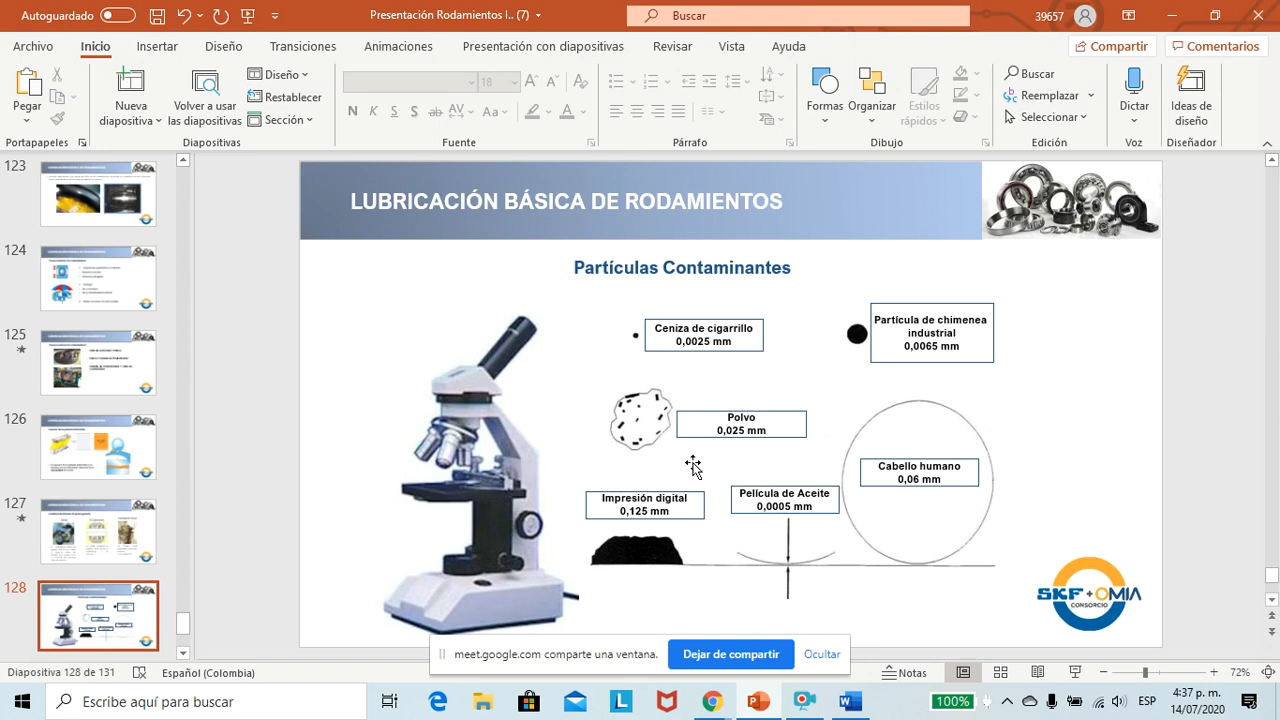 Autoguardado
Presentación Rodamientos I.. (7)
Buscar
39657
Archivo
Inicio
Insertar
Diseño
Transiciones
Animaciones
Presentación con diapositivas
Revisar
Vista
Ayuda
Compartir
Comentarios
Pegar
Nueva
diapositiva
Volver a usar
las diapositivas
Diseño
Restablecer
Sección
18
N K S S ab AV Aa A
Formas
Organizar
Estilos
rápidos
Buscar
Reemplazar
Seleccionar
Dictar
Ideas de
diseño
Portapapeles
Diapositivas
Fuente
Párrafo
Dibujo
Edición
Voz
Diseñador
123
124
125
126
127
128
LUBRICACIÓN BÁSICA DE RODAMIENTOS
Partículas Contaminantes
Ceniza de cigarrillo
0,0025 mm
Partícula de chimenea
industrial
0,0065 mm
Polvo
0,025 mm
Cabello humano
0,06 mm
Impresión digital
0,125 mm
Película de Aceite
0,0005 mm
SKF + OMIA
CONSORCIO
meet.google.com comparte una ventana.
Dejar de compartir
Ocultar
Diapositiva 128 de 131
Español (Colombia)
Notas
72%
Escribe aquí para buscar
100%
ESP
4:37 p. m.
14/07/2020